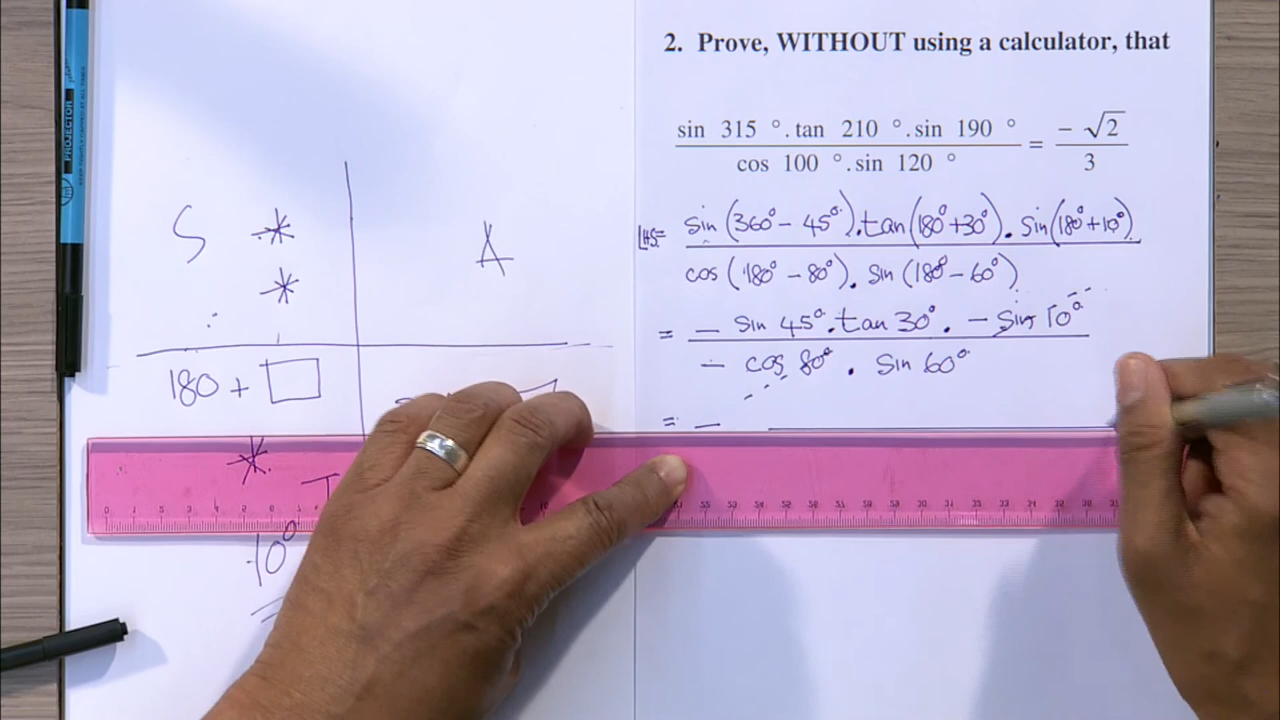 PROJECTOR
S
A
180 +
10°
2. Prove, WITHOUT using a calculator, that
sin 315 °. tan 210 °. sin 190 ° = - √2
cos 100 °. sin 120 ° 3
LHS= sin (360° - 45°). tan (180° + 30°). sin (180° + 10°)
cos (180° - 80°). sin (180° - 60°)
= - sin 45°. tan 30°. - sin 10°
- cos 80°. sin 60°
= -